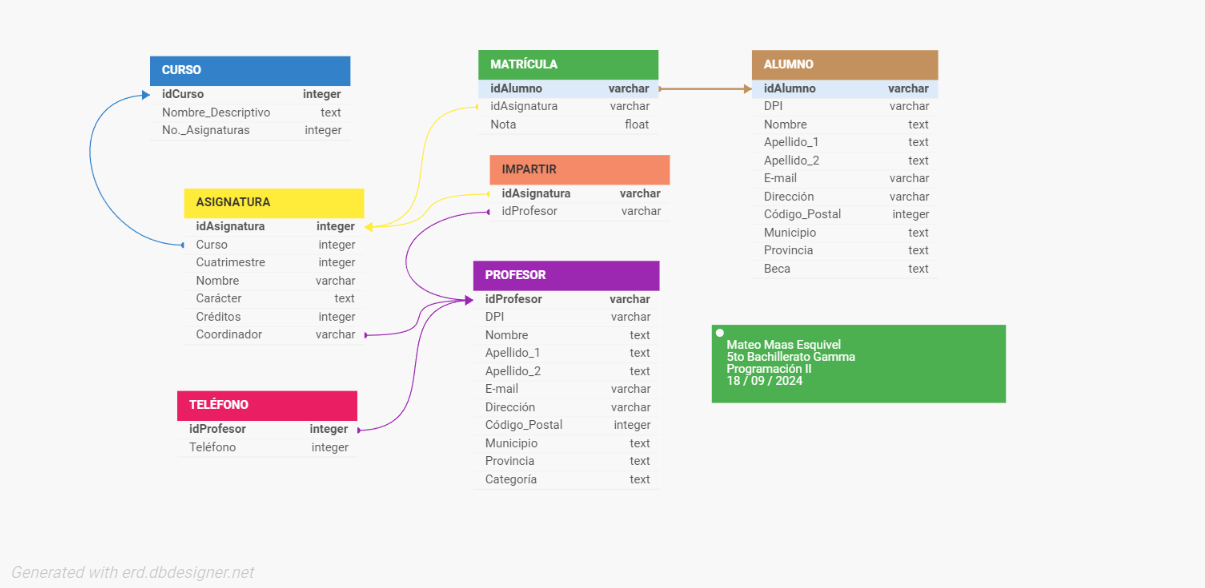 CURSO
idCurso integer
Nombre_Descriptivo text
No._Asignaturas integer
ASIGNATURA
idAsignatura integer
Curso integer
Cuatrimestre integer
Nombre varchar
Carácter text
Créditos integer
Coordinador varchar
TELÉFONO
idProfesor integer
Teléfono integer
MATRÍCULA
idAlumno varchar
idAsignatura varchar
Nota float
IMPARTIR
idAsignatura varchar
idProfesor varchar
PROFESOR
idProfesor varchar
DPI varchar
Nombre text
Apellido_1 text
Apellido_2 text
E-mail varchar
Dirección varchar
Código_Postal integer
Municipio text
Provincia text
Categoría text
ALUMNO
idAlumno varchar
DPI varchar
Nombre text
Apellido_1 text
Apellido_2 text
E-mail varchar
Dirección varchar
Código_Postal integer
Municipio text
Provincia text
Beca text
Mateo Maas Esquivel
5to Bachillerato Gamma
Programación II
18 / 09 / 2024
Generated with erd.dbdesigner.net